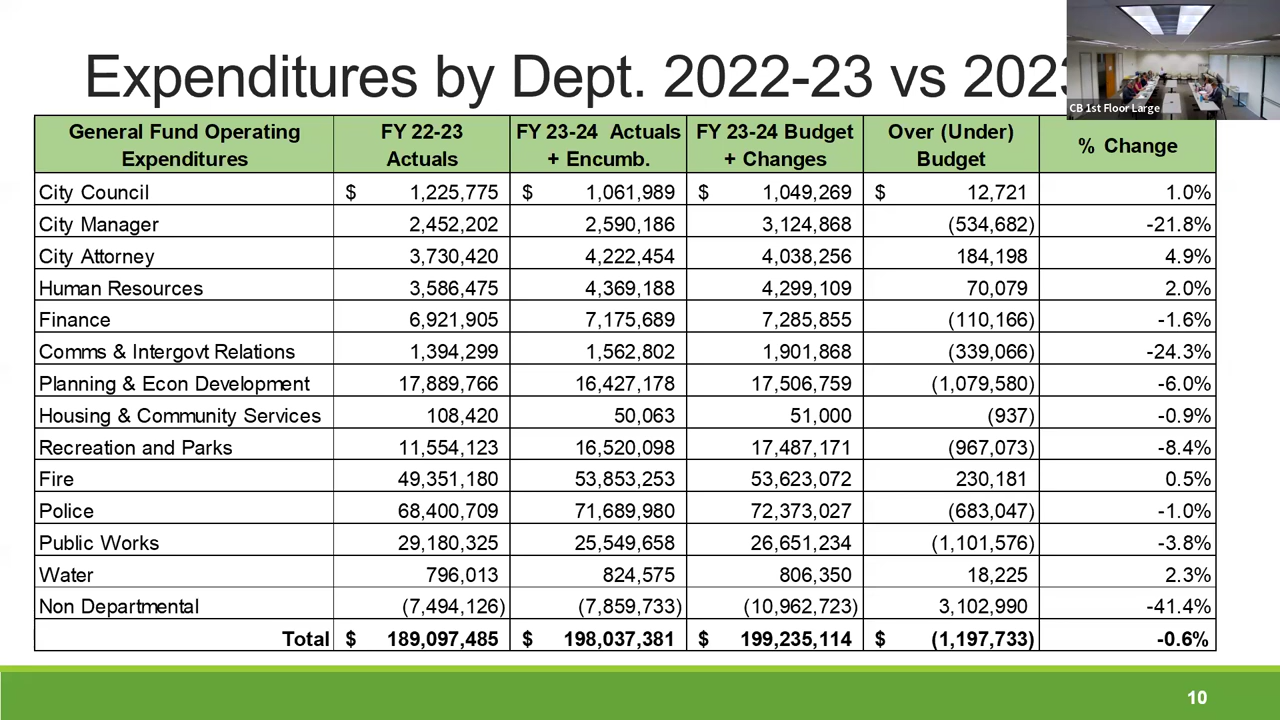 Expenditures by Dept. 2022-23 vs 202
CB 1st Floor Large
General Fund Operating Expenditures | FY 22-23 Actuals | FY 23-24 Actuals + Encumb. | FY 23-24 Budget + Changes | Over (Under) Budget | % Change
City Council $ 1,225,775 $ 1,061,989 $ 1,049,269 $ 12,721 1.0%
City Manager 2,452,202 2,590,186 3,124,868 (534,682) -21.8%
City Attorney 3,730,420 4,222,454 4,038,256 184,198 4.9%
Human Resources 3,586,475 4,369,188 4,299,109 70,079 2.0%
Finance 6,921,905 7,175,689 7,285,855 (110,166) -1.6%
Comms & Intergovt Relations 1,394,299 1,562,802 1,901,868 (339,066) -24.3%
Planning & Econ Development 17,889,766 16,427,178 17,506,759 (1,079,580) -6.0%
Housing & Community Services 108,420 50,063 51,000 (937) -0.9%
Recreation and Parks 11,554,123 16,520,098 17,487,171 (967,073) -8.4%
Fire 49,351,180 53,853,253 53,623,072 230,181 0.5%
Police 68,400,709 71,689,980 72,373,027 (683,047) -1.0%
Public Works 29,180,325 25,549,658 26,651,234 (1,101,576) -3.8%
Water 796,013 824,575 806,350 18,225 2.3%
Non Departmental (7,494,126) (7,859,733) (10,962,723) 3,102,990 -41.4%
Total $ 189,097,485 $ 198,037,381 $ 199,235,114 $ (1,197,733) -0.6%
10